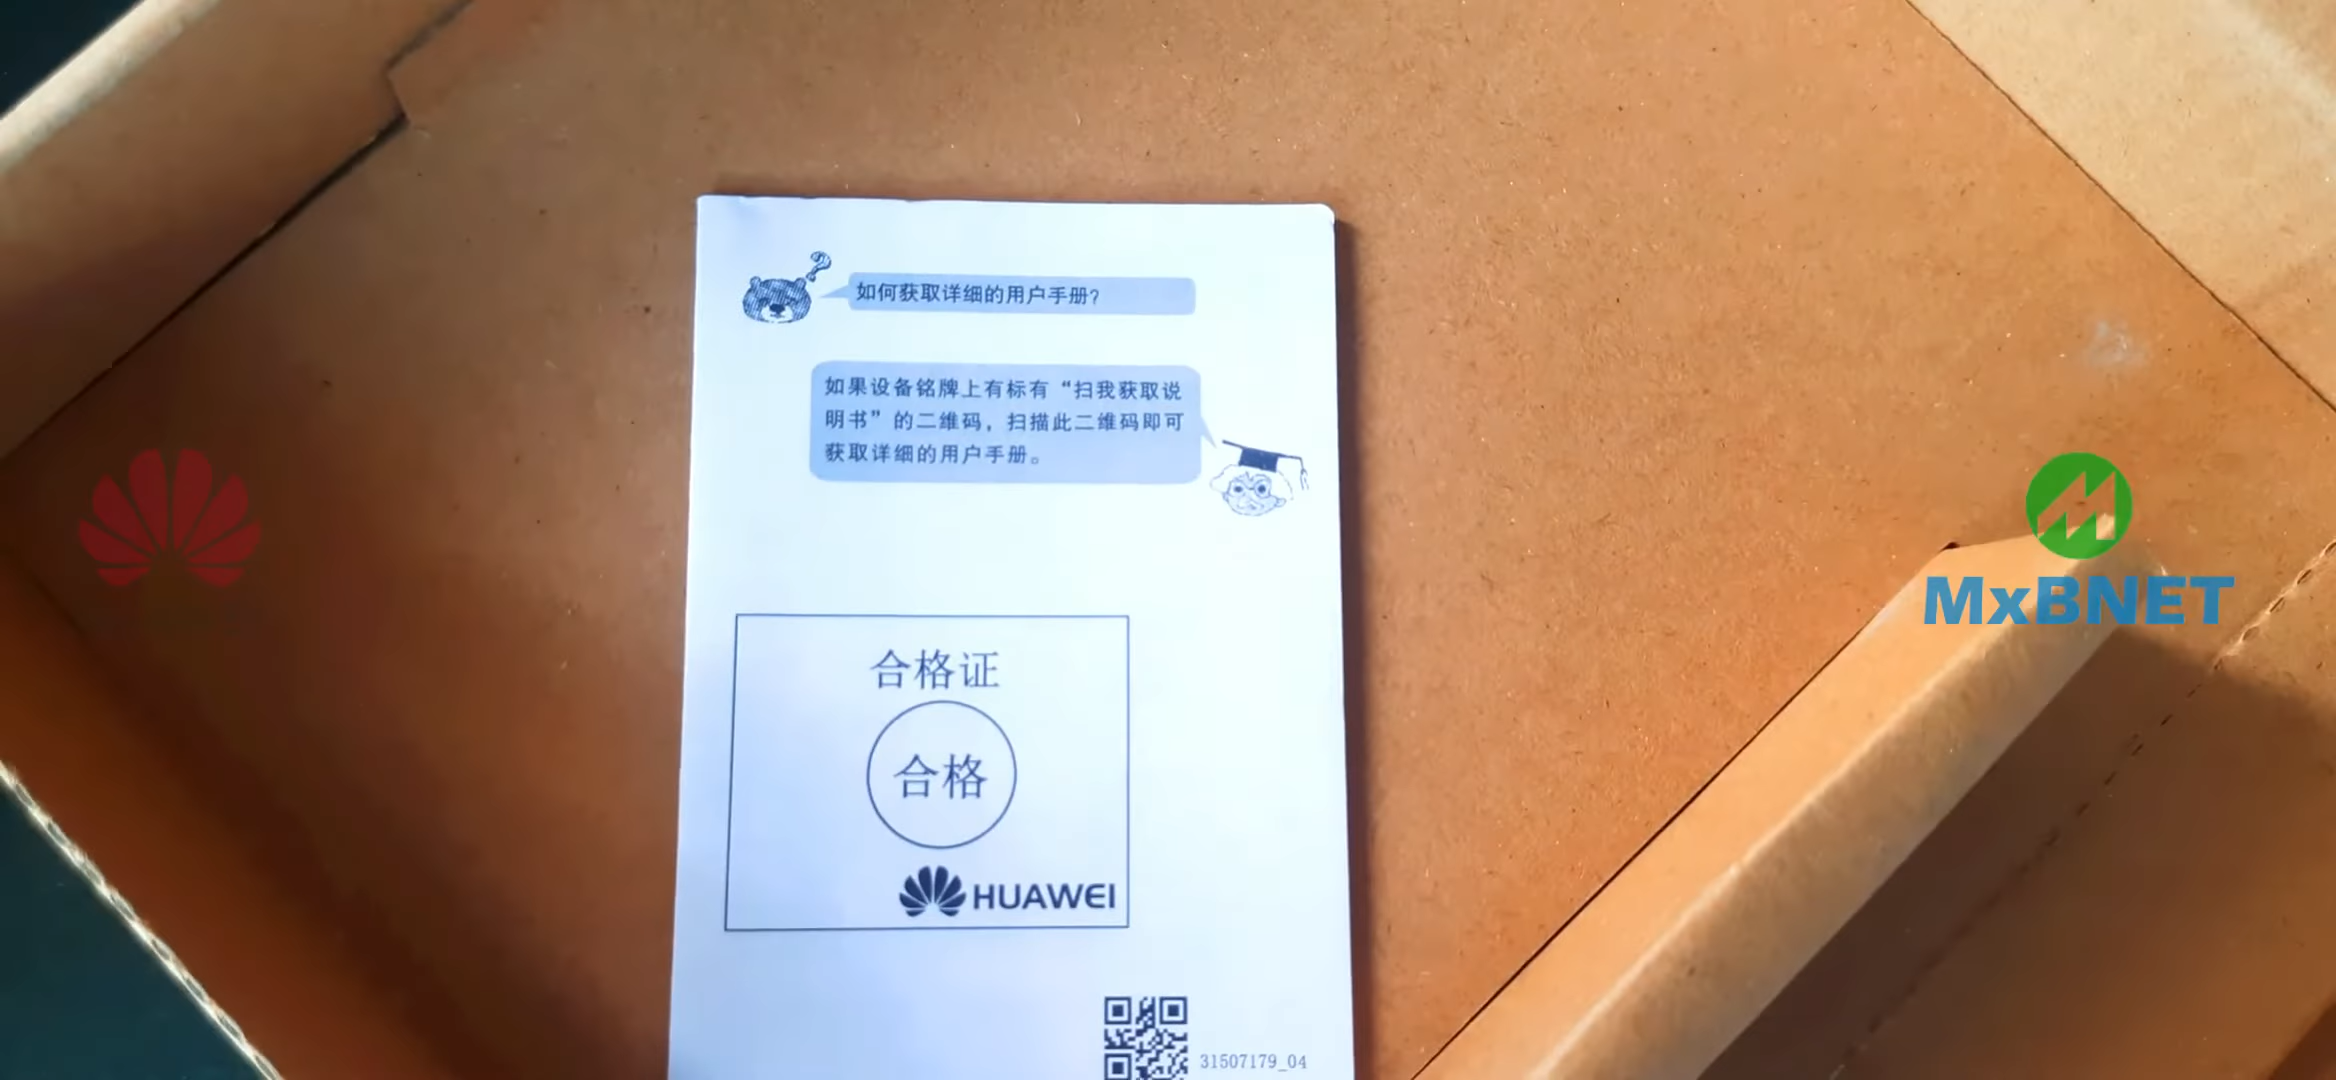 如何获取详细的用户手册?
如果设备铭牌上有标有“扫我获取说
明书”的二维码，扫描此二维码即可
获取详细的用户手册。
MxBNET
合格证
合格
HUAWEI
31507179_04